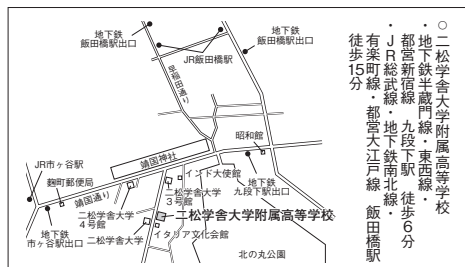 ○二松学舎大学附属高等学校
・地下鉄半蔵門線・東西線・
都営新宿線 九段下駅 徒歩6分
・JR総武線・地下鉄南北線・
有楽町線・都営大江戸線 飯田橋駅
徒歩15分
地下鉄
飯田橋駅出口
地下鉄
飯田橋駅出口
JR飯田橋駅
早稲田通り
昭和館
靖国神社
JR市ヶ谷駅
麴町郵便局
靖国通り
インド大使館
地下鉄
九段下駅出口
二松学舎大学
3号館
二松学舎大学
4号館
二松学舎大学附属高等学校
地下鉄
市ヶ谷駅出口
二松学舎大学
イタリア文化会館
北の丸公園